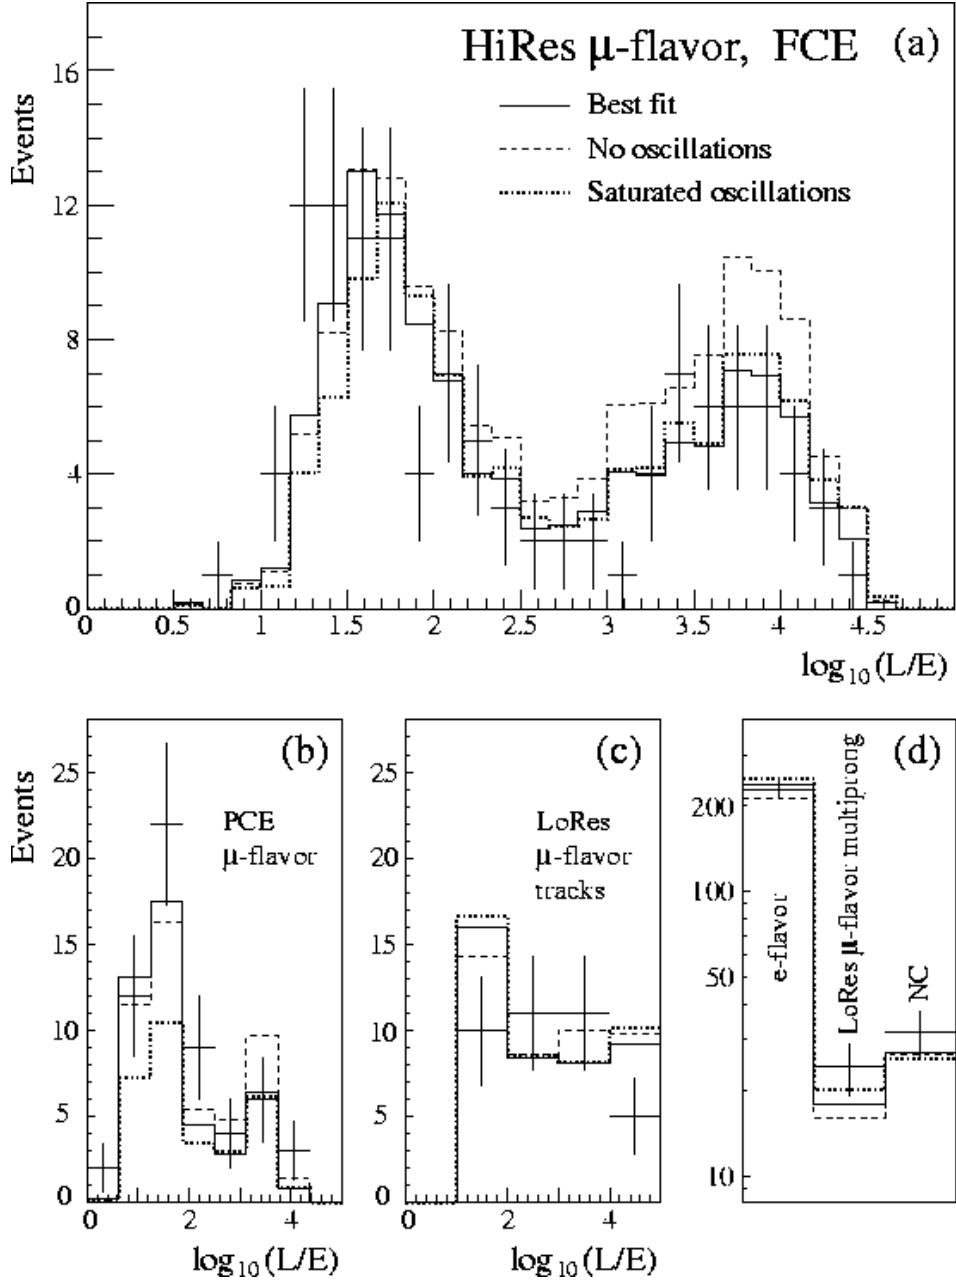 HiRes μ-flavor, FCE (a)
Best fit
No oscillations
Saturated oscillations
Events
16
12
8
4
0
0 0.5 1 1.5 2 2.5 3 3.5 4 4.5
log10(L/E)
(b)
PCE
μ-flavor
Events
25
20
15
10
5
0
0 2 4
log10(L/E)
(c)
LoRes
μ-flavor
tracks
25
20
15
10
5
0
0 2 4
log10(L/E)
(d)
200
100
50
10
e-flavor
LoRes μ-flavor multiprong
NC